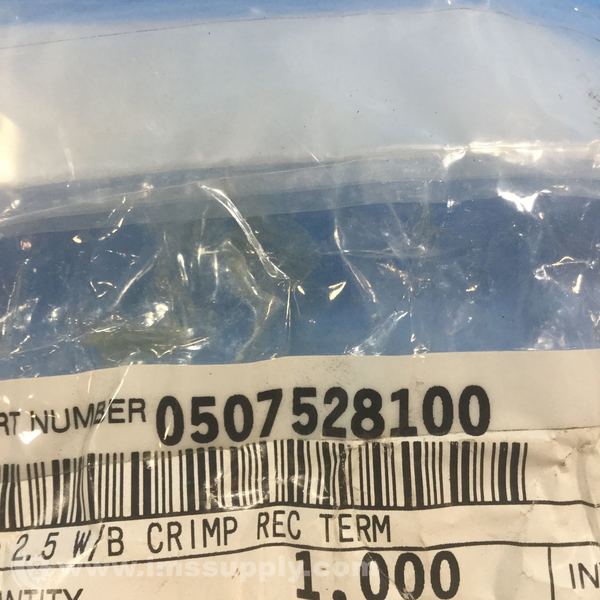 RT NUMBER 0507528100
2.5 W/B CRIMP REC TERM
NTITY 1,000 IN
www.imssupply.com